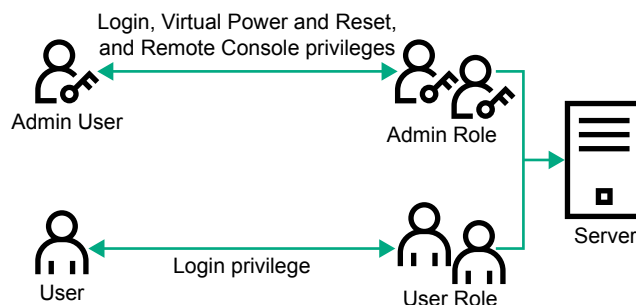 Login, Virtual Power and Reset,
and Remote Console privileges
Admin User
Admin Role
Server
Login privilege
User
User Role